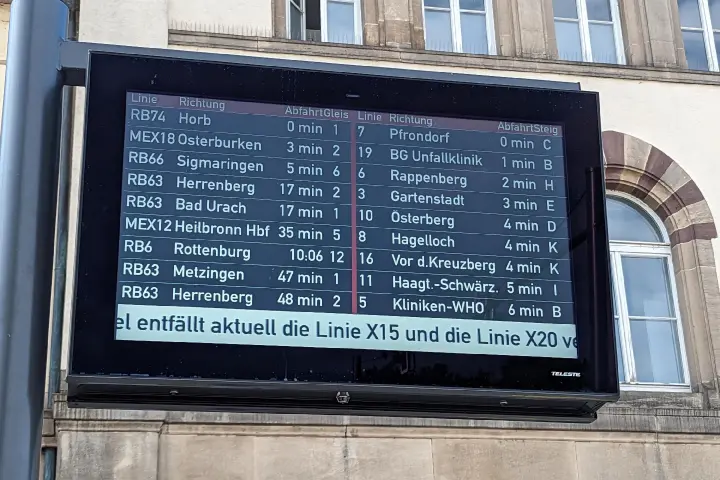 Linie Richtung Abfahrt Gleis
RB74 Horb 0 min 1
MEX18 Osterburken 3 min 2
RB66 Sigmaringen 5 min 6
RB63 Herrenberg 17 min 2
RB63 Bad Urach 17 min 1
MEX12 Heilbronn Hbf 35 min 5
RB6 Rottenburg 10:06 12
RB63 Metzingen 47 min 1
RB63 Herrenberg 48 min 2
Linie Richtung Abfahrt Steig
7 Pfrondorf 0 min C
19 BG Unfallklinik 1 min B
6 Rappenberg 2 min H
3 Gartenstadt 3 min E
10 Österberg 4 min D
8 Hagelloch 4 min K
16 Vor d.Kreuzberg 4 min K
11 Haagt.-Schwärz. 5 min I
5 Kliniken-WHO 6 min B
el entfällt aktuell die Linie X15 und die Linie X20 ve
TELESTE